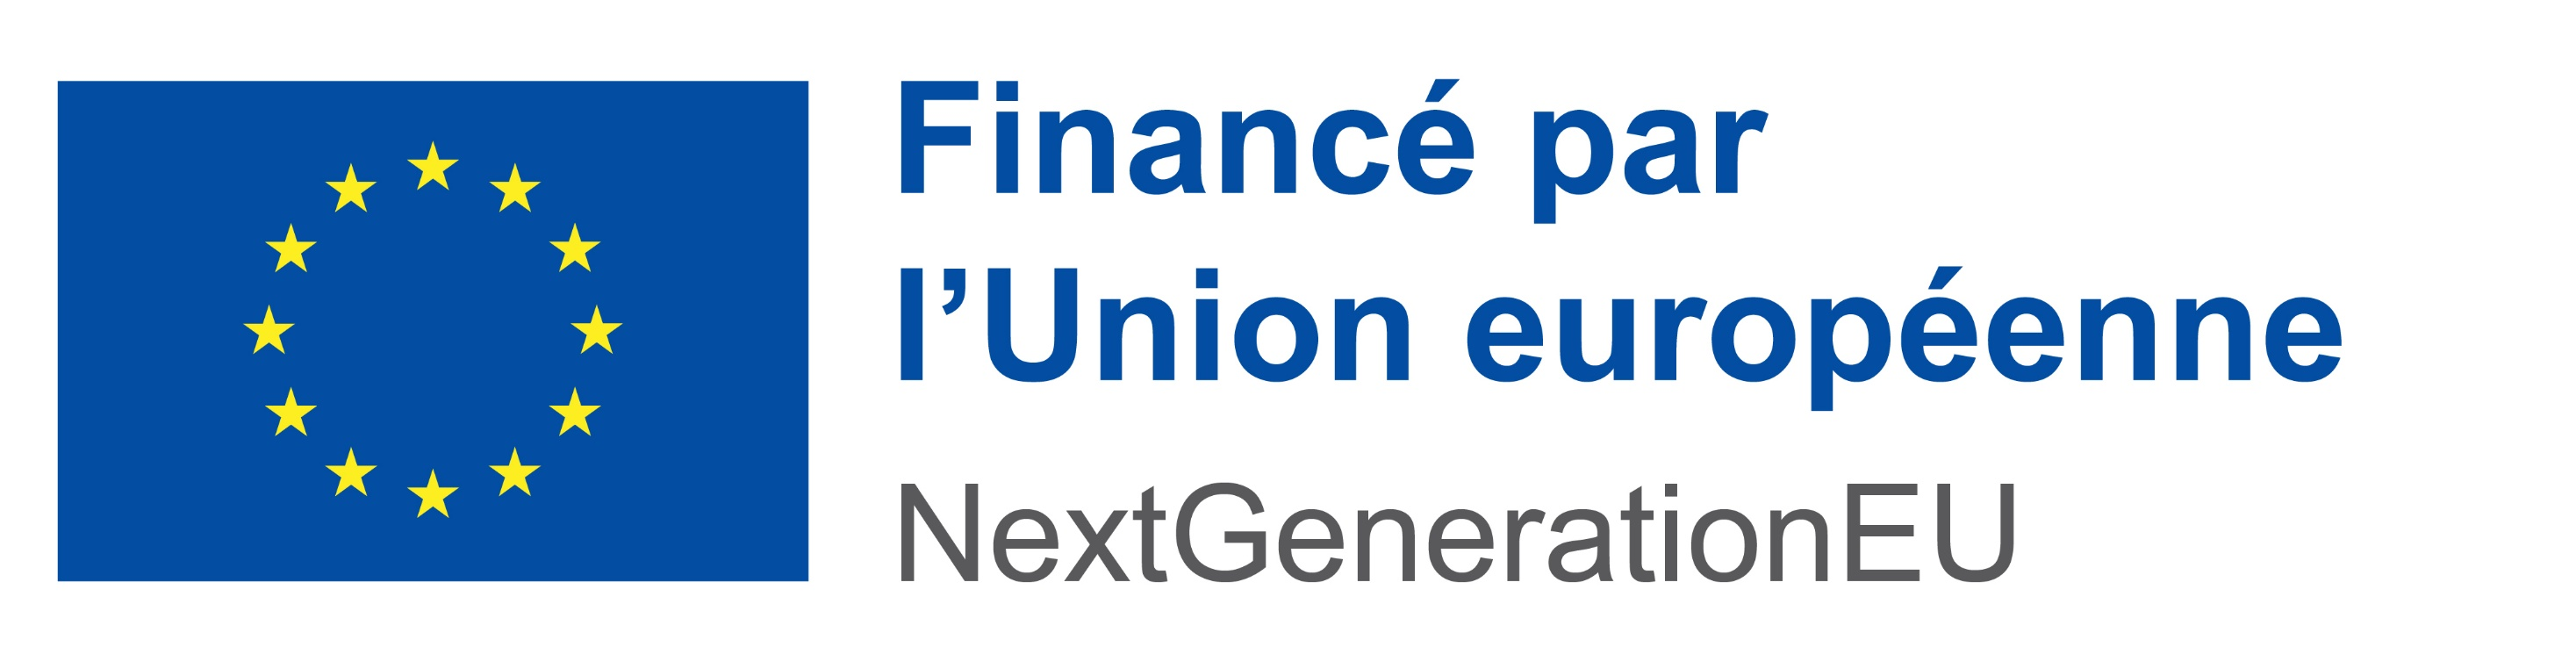 Financé par
l’Union européenne
NextGenerationEU